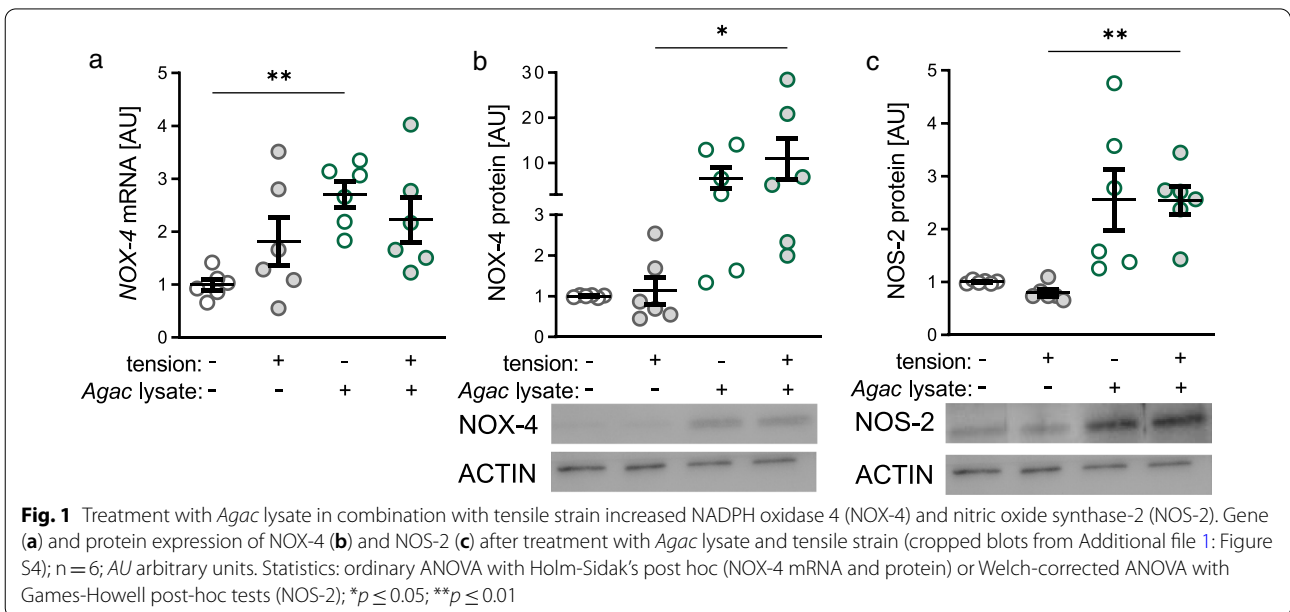 a
**
NOX-4 mRNA [AU]
5
4
3
2
1
0
tension: - + - +
Agac lysate: - - + +
b
*
NOX-4 protein [AU]
30
20
10
2
1
0
tension: - + - +
Agac lysate: - - + +
NOX-4
ACTIN
c
**
NOS-2 protein [AU]
5
4
3
2
1
0
tension: - + - +
Agac lysate: - - + +
NOS-2
ACTIN
Fig. 1 Treatment with Agac lysate in combination with tensile strain increased NADPH oxidase 4 (NOX-4) and nitric oxide synthase-2 (NOS-2). Gene
(a) and protein expression of NOX-4 (b) and NOS-2 (c) after treatment with Agac lysate and tensile strain (cropped blots from Additional file 1: Figure
S4); n = 6; AU arbitrary units. Statistics: ordinary ANOVA with Holm-Sidak's post hoc (NOX-4 mRNA and protein) or Welch-corrected ANOVA with
Games-Howell post-hoc tests (NOS-2); *p ≤ 0.05; **p ≤ 0.01